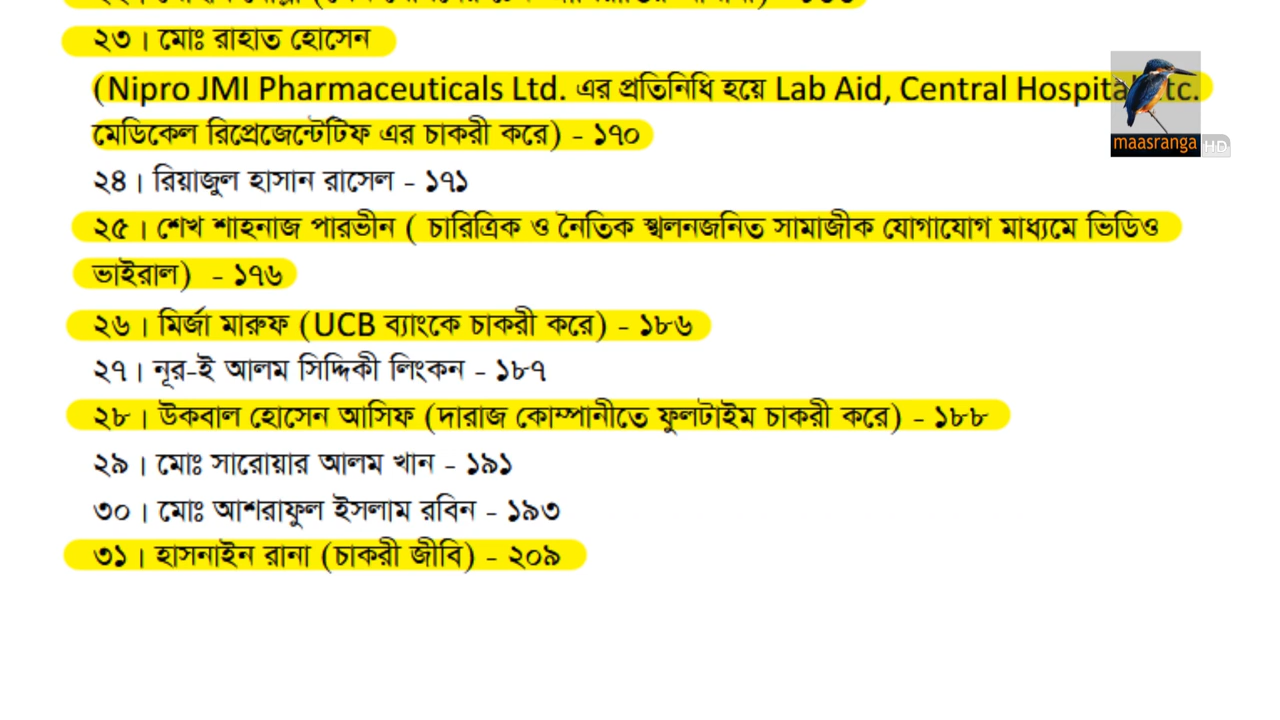 ২৩। মোঃ রাহাত হোসেন
(Nipro JMI Pharmaceuticals Ltd. এর প্রতিনিধি হয়ে Lab Aid, Central Hospital etc.
মেডিকেল রিপ্রেজেন্টেটিফ এর চাকরী করে) - ১৭০
২৪। রিয়াজুল হাসান রাসেল - ১৭১
২৫। শেখ শাহনাজ পারভীন ( চারিত্রিক ও নৈতিক স্খলনজনিত সামাজীক যোগাযোগ মাধ্যমে ভিডিও
ভাইরাল) - ১৭৬
২৬। মির্জা মারুফ (UCB ব্যাংকে চাকরী করে) - ১৮৬
২৭। নূর-ই আলম সিদ্দিকী লিংকন - ১৮৭
২৮। উকবাল হোসেন আসিফ (দারাজ কোম্পানীতে ফুলটাইম চাকরী করে) - ১৮৮
২৯। মোঃ সারোয়ার আলম খান - ১৯১
৩০। মোঃ আশরাফুল ইসলাম রবিন - ১৯৩
৩১। হাসনাইন রানা (চাকরী জীবি) - ২০৯
maasranga HD